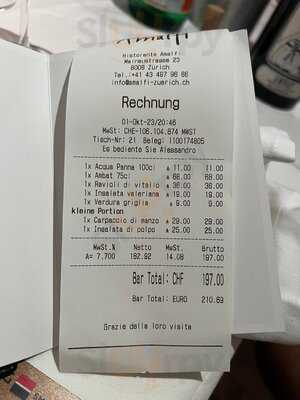 Amalfi
Ristorante Amalfi
8008 Zürich
Tel.:+41 43 497 96 66
info@amalfi-zuerich.ch
Rechnung
01-Okt-23/20:46
MwSt: CHE-106.104.874 MWST
Tisch-Nr: 21 Beleg: 1100174805
Es bediente Sie Alessandro
1x Acqua Panna 100cl A 11.00 11.00
1x Ambat 75cl A 68.00 68.00
1x Ravioli di vitello A 36.00 36.00
1x Insalata valeriana A 19.00 19.00
1x Verdura griglia A 9.00 9.00
kleine Portion
1x Carpaccio di manzo A 29.00 29.00
1x Insalata di polpo A 25.00 25.00
MwSt.% Netto MwSt. Brutto
A= 7.700 182.92 14.08 197.00
Bar Total: CHF 197.00
Bar Total: EURO 210.69
Grazie della loro visita